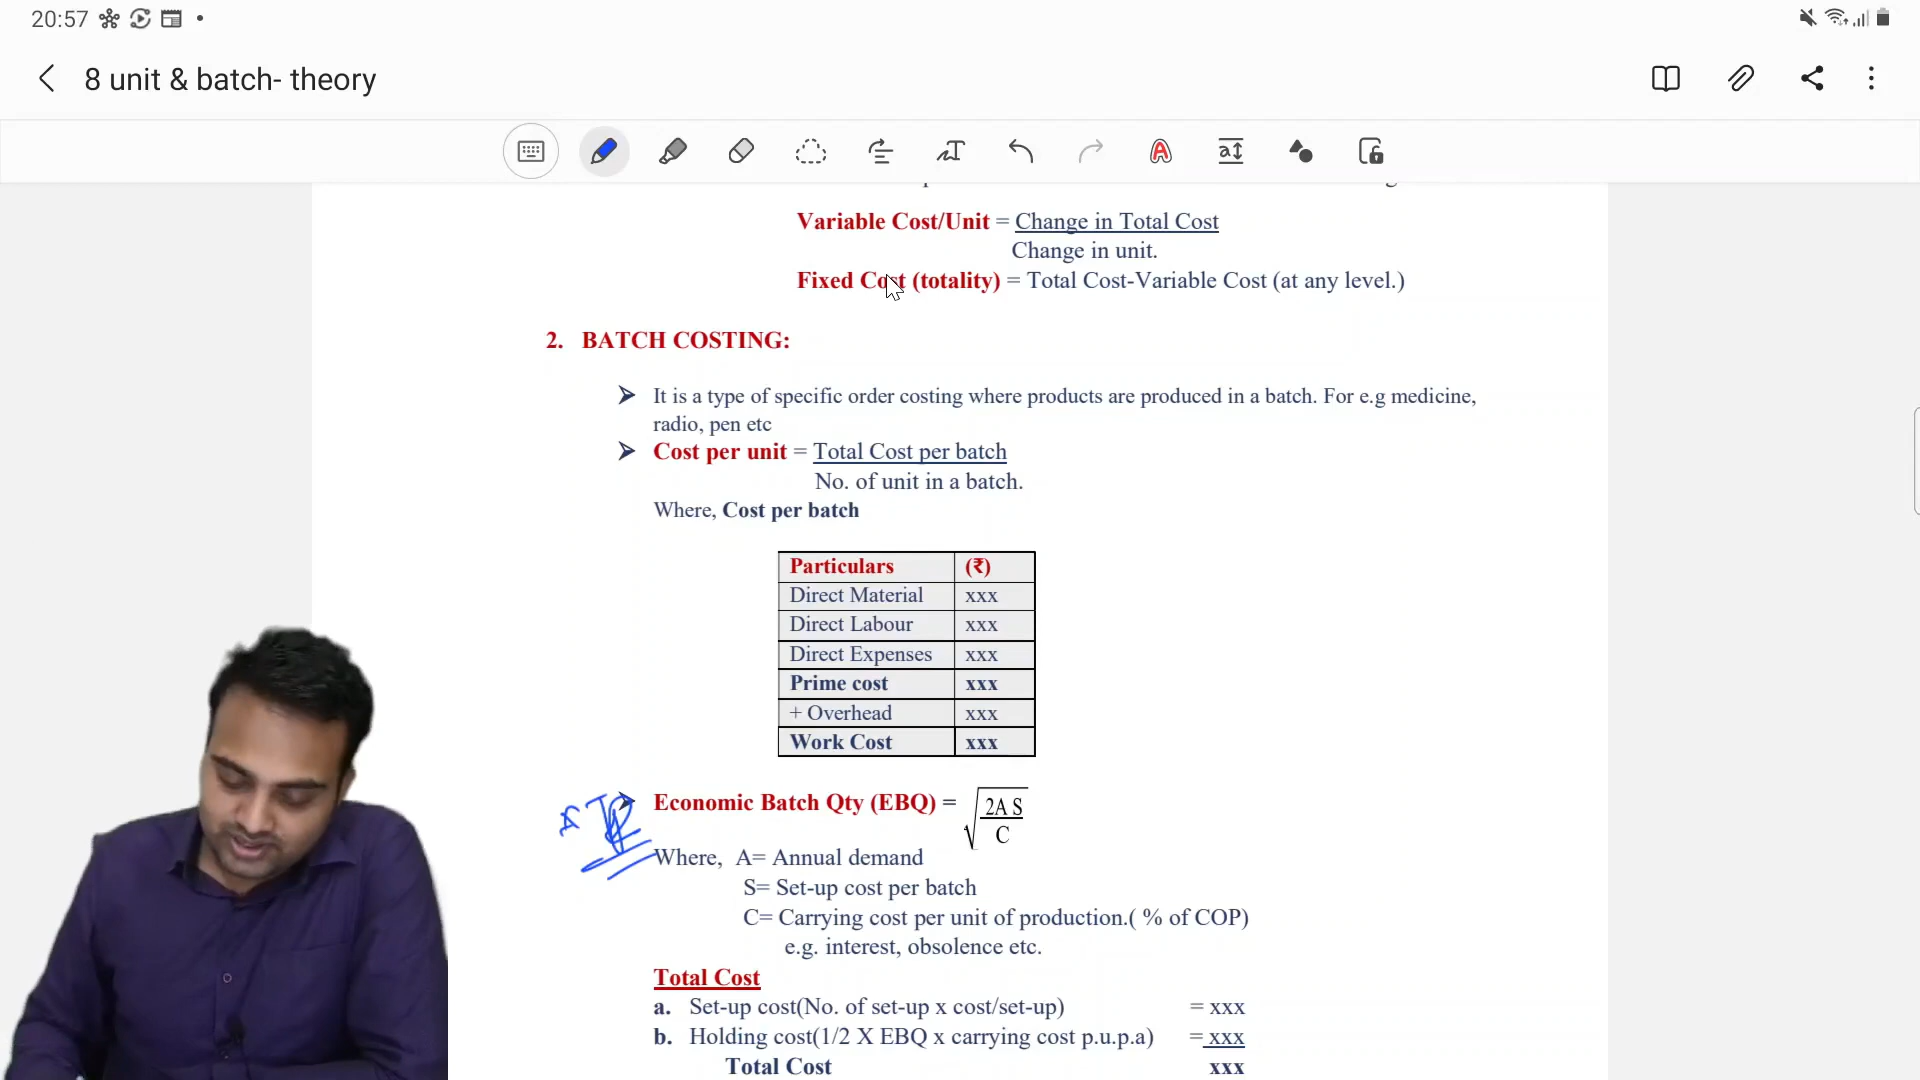 20:57
8 unit & batch- theory
Variable Cost/Unit = Change in Total Cost
Change in unit.
Fixed Cost (totality) = Total Cost-Variable Cost (at any level.)
2. BATCH COSTING:
➢ It is a type of specific order costing where products are produced in a batch. For e.g medicine,
radio, pen etc
➢ Cost per unit = Total Cost per batch
No. of unit in a batch.
Where, Cost per batch
Particulars (₹)
Direct Material xxx
Direct Labour xxx
Direct Expenses xxx
Prime cost xxx
+ Overhead xxx
Work Cost xxx
➢ Economic Batch Qty (EBQ) = √2A S
C
Where, A= Annual demand
S= Set-up cost per batch
C= Carrying cost per unit of production.( % of COP)
e.g. interest, obsolence etc.
Total Cost
a. Set-up cost(No. of set-up x cost/set-up) = xxx
b. Holding cost(1/2 X EBQ x carrying cost p.u.p.a) = xxx
Total Cost xxx